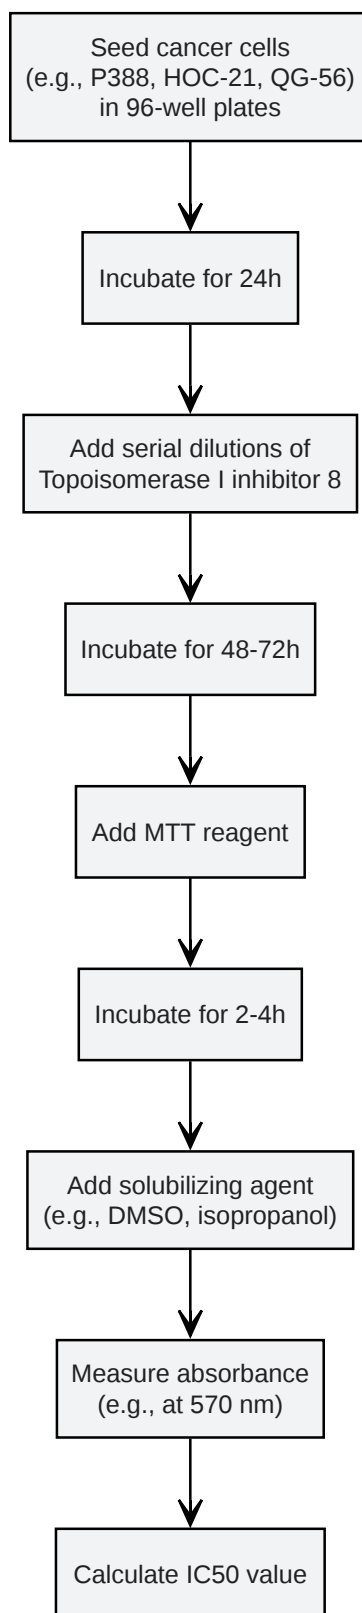 Seed cancer cells
(e.g., P388, HOC-21, QG-56)
in 96-well plates
Incubate for 24h
Add serial dilutions of
Topoisomerase I inhibitor 8
Incubate for 48-72h
Add MTT reagent
Incubate for 2-4h
Add solubilizing agent
(e.g., DMSO, isopropanol)
Measure absorbance
(e.g., at 570 nm)
Calculate IC50 value